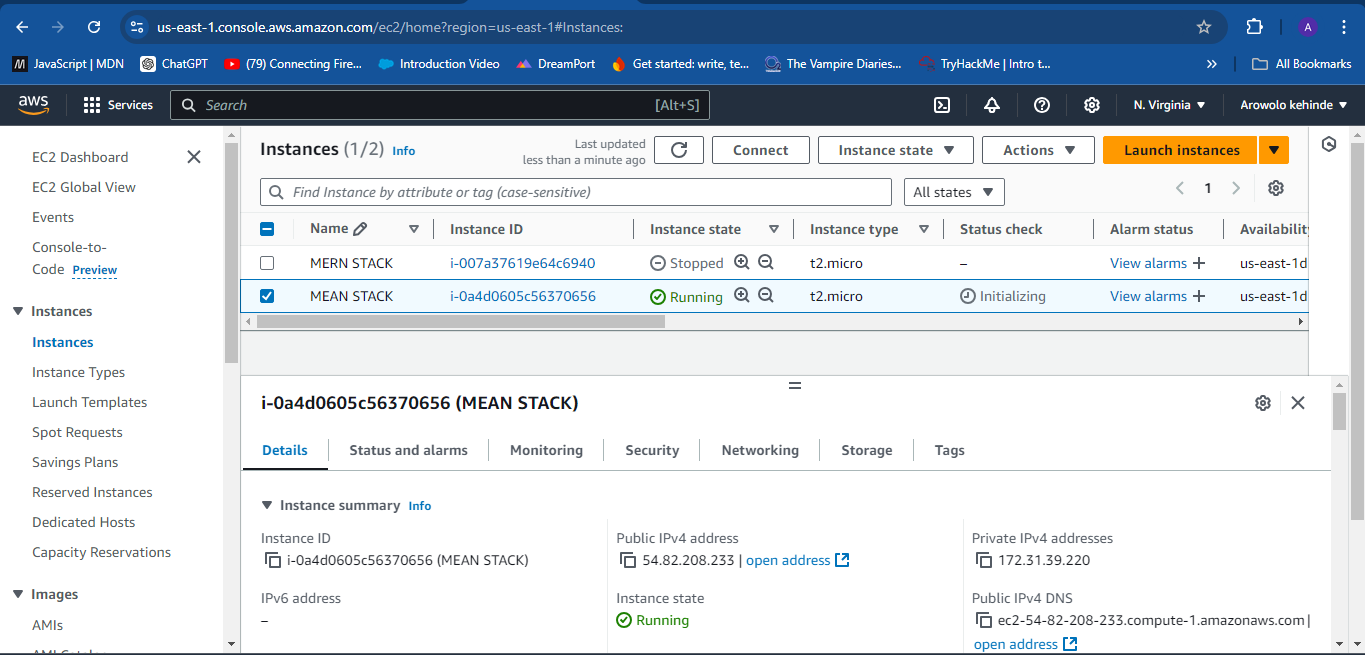 us-east-1.console.aws.amazon.com/ec2/home?region=us-east-1#Instances:
A
JavaScript | MDN
ChatGPT
(79) Connecting Fire...
Introduction Video
DreamPort
Get started: write, te...
The Vampire Diaries...
TryHackMe | Intro t...
All Bookmarks
aws
Services
Search
[Alt+S]
N. Virginia
Arowolo kehinde
EC2 Dashboard
EC2 Global View
Events
Console-to-
Code Preview
Instances
Instances
Instance Types
Launch Templates
Spot Requests
Savings Plans
Reserved Instances
Dedicated Hosts
Capacity Reservations
Images
AMIs
Instances (1/2) Info
Last updated
less than a minute ago
Connect
Instance state
Actions
Launch instances
Find Instance by attribute or tag (case-sensitive)
All states
1
Name Instance ID Instance state Instance type Status check Alarm status Availability
MERN STACK i-007a37619e64c6940 Stopped t2.micro – View alarms + us-east-1d
MEAN STACK i-0a4d0605c56370656 Running t2.micro Initializing View alarms + us-east-1d
i-0a4d0605c56370656 (MEAN STACK)
Details Status and alarms Monitoring Security Networking Storage Tags
Instance summary Info
Instance ID
i-0a4d0605c56370656 (MEAN STACK)
Public IPv4 address
54.82.208.233 | open address
Private IPv4 addresses
172.31.39.220
IPv6 address
–
Instance state
Running
Public IPv4 DNS
ec2-54-82-208-233.compute-1.amazonaws.com |
open address